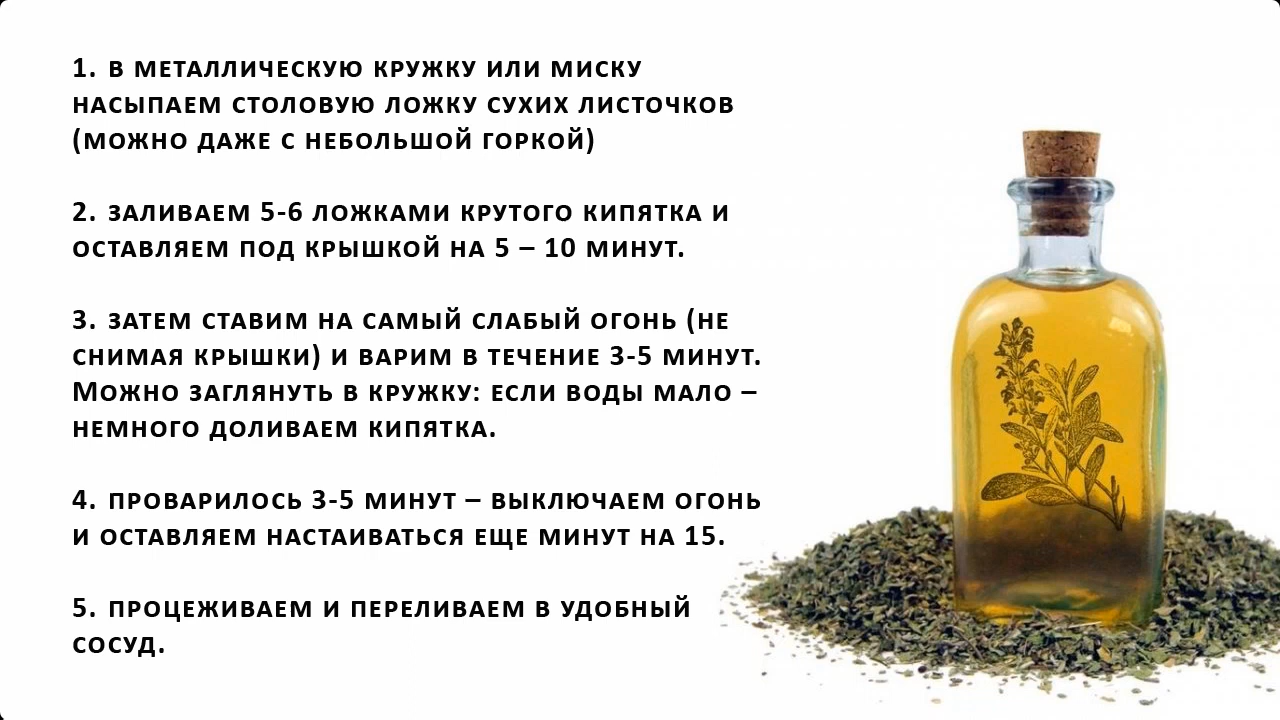 1. В МЕТАЛЛИЧЕСКУЮ КРУЖКУ ИЛИ МИСКУ
НАСЫПАЕМ СТОЛОВУЮ ЛОЖКУ СУХИХ ЛИСТОЧКОВ
(МОЖНО ДАЖЕ С НЕБОЛЬШОЙ ГОРКОЙ)
2. ЗАЛИВАЕМ 5-6 ЛОЖКАМИ КРУТОГО КИПЯТКА И
ОСТАВЛЯЕМ ПОД КРЫШКОЙ НА 5 – 10 МИНУТ.
3. ЗАТЕМ СТАВИМ НА САМЫЙ СЛАБЫЙ ОГОНЬ (НЕ
СНИМАЯ КРЫШКИ) И ВАРИМ В ТЕЧЕНИЕ 3-5 МИНУТ.
МОЖНО ЗАГЛЯНУТЬ В КРУЖКУ: ЕСЛИ ВОДЫ МАЛО –
НЕМНОГО ДОЛИВАЕМ КИПЯТКА.
4. ПРОВАРИЛОСЬ 3-5 МИНУТ – ВЫКЛЮЧАЕМ ОГОНЬ
И ОСТАВЛЯЕМ НАСТАИВАТЬСЯ ЕЩЕ МИНУТ НА 15.
5. ПРОЦЕЖИВАЕМ И ПЕРЕЛИВАЕМ В УДОБНЫЙ
СОСУД.